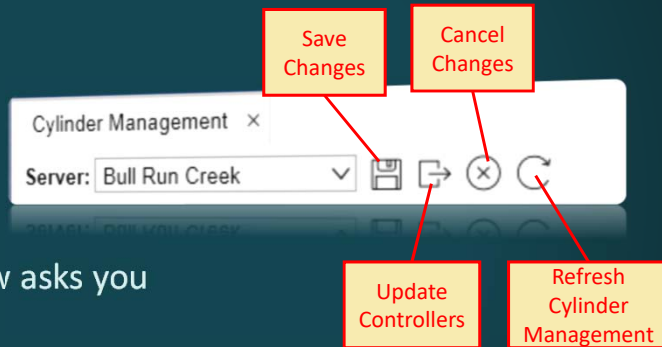 Save
Changes
Cancel
Changes
Cylinder Management ×
Server: Bull Run Creek
w asks you
Update
Controllers
Refresh
Cylinder
Management